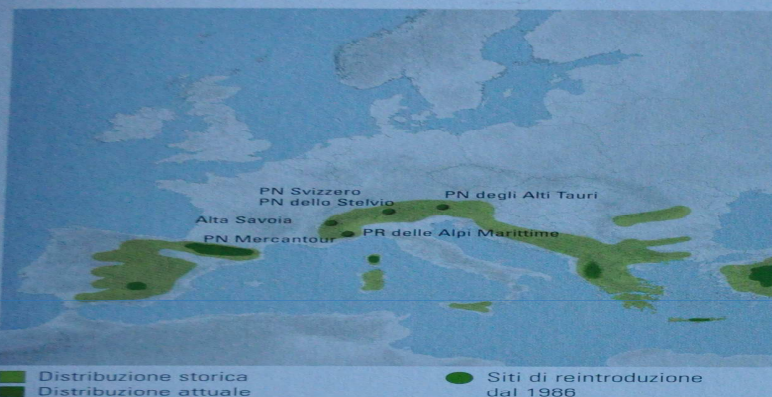 PN Svizzero
PN dello Stelvio
PN degli Alti Tauri
Alta Savoia
PN Mercantour
PR delle Alpi Marittime
Distribuzione storica
Distribuzione attuale
Siti di reintroduzione
dal 1986